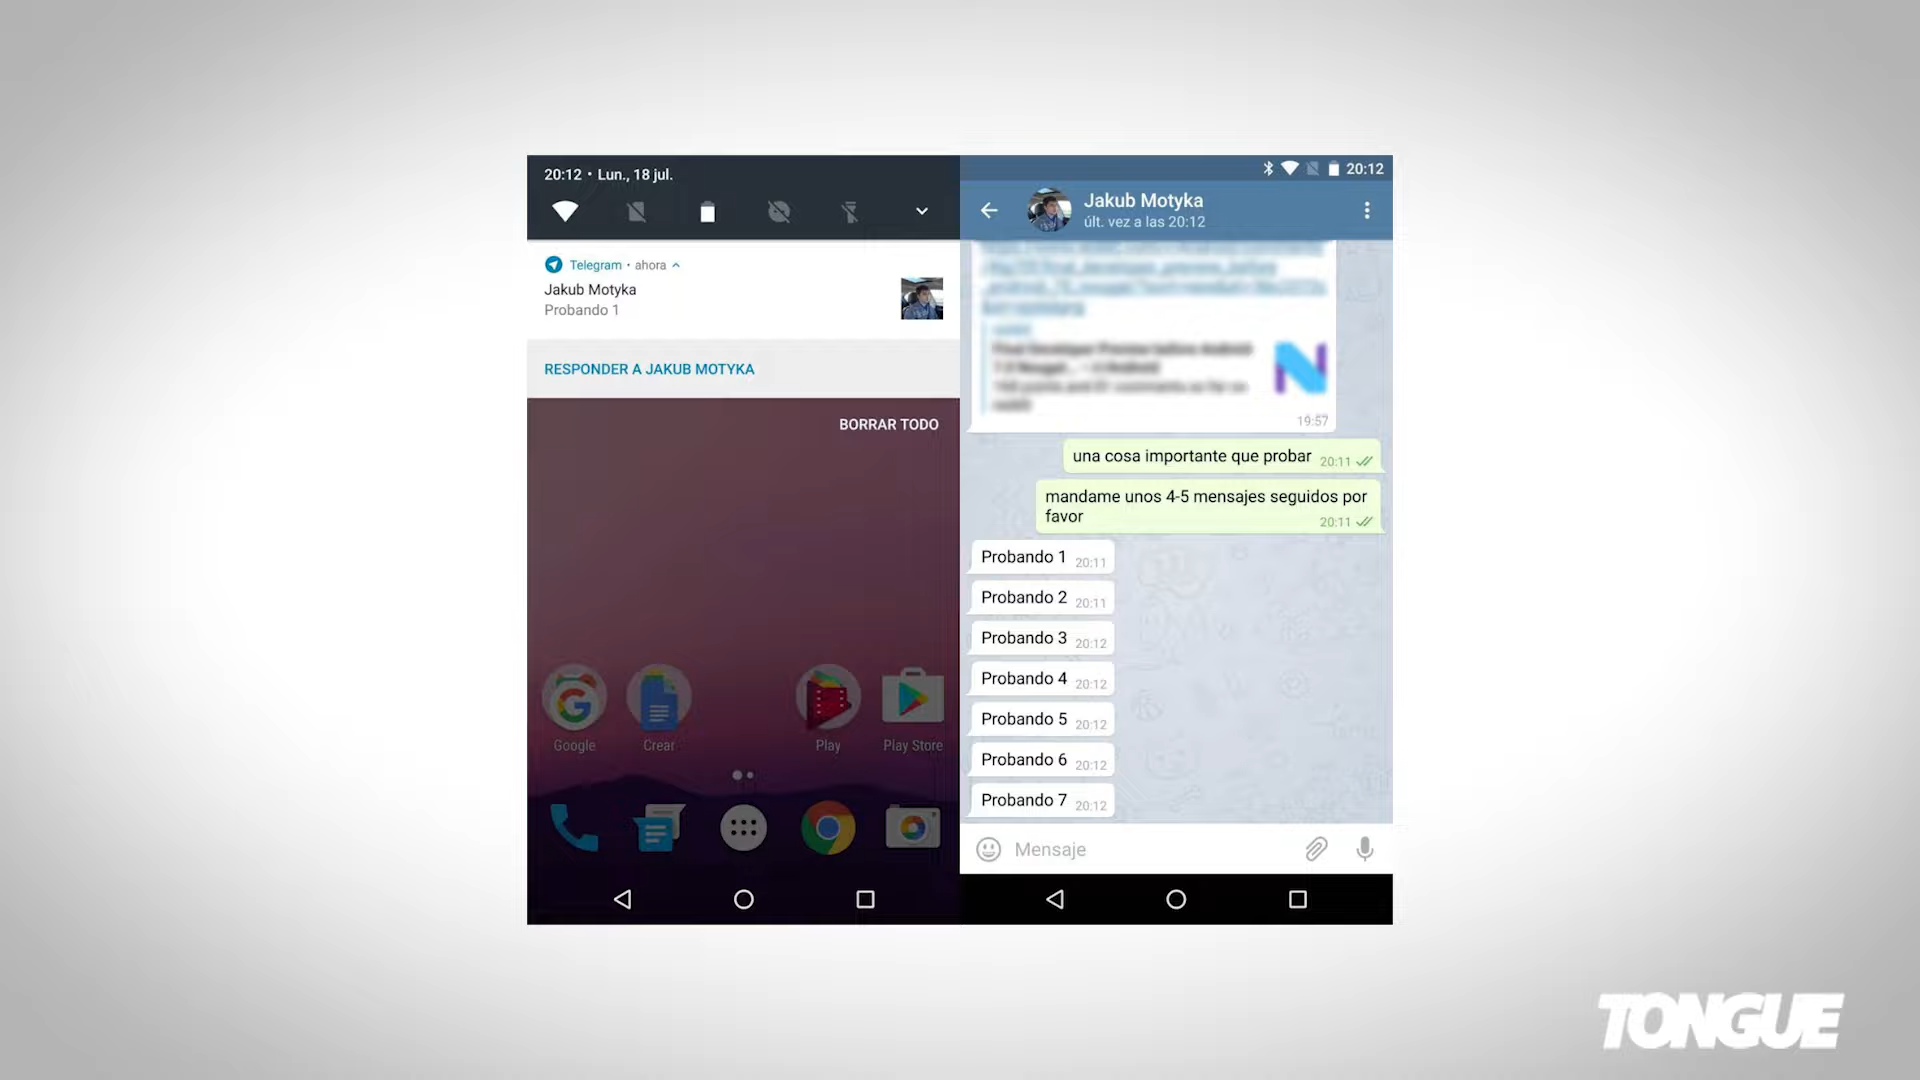 20:12 • Lun., 18 jul.
Telegram • ahora
Jakub Motyka
Probando 1
RESPONDER A JAKUB MOTYKA
BORRAR TODO
Google
Crear
Play
Play Store
20:12
Jakub Motyka
últ. vez a las 20:12
19:57
una cosa importante que probar 20:11
mandame unos 4-5 mensajes seguidos por
favor 20:11
Probando 1 20:11
Probando 2 20:11
Probando 3 20:12
Probando 4 20:12
Probando 5 20:12
Probando 6 20:12
Probando 7 20:12
Mensaje
TONGUE